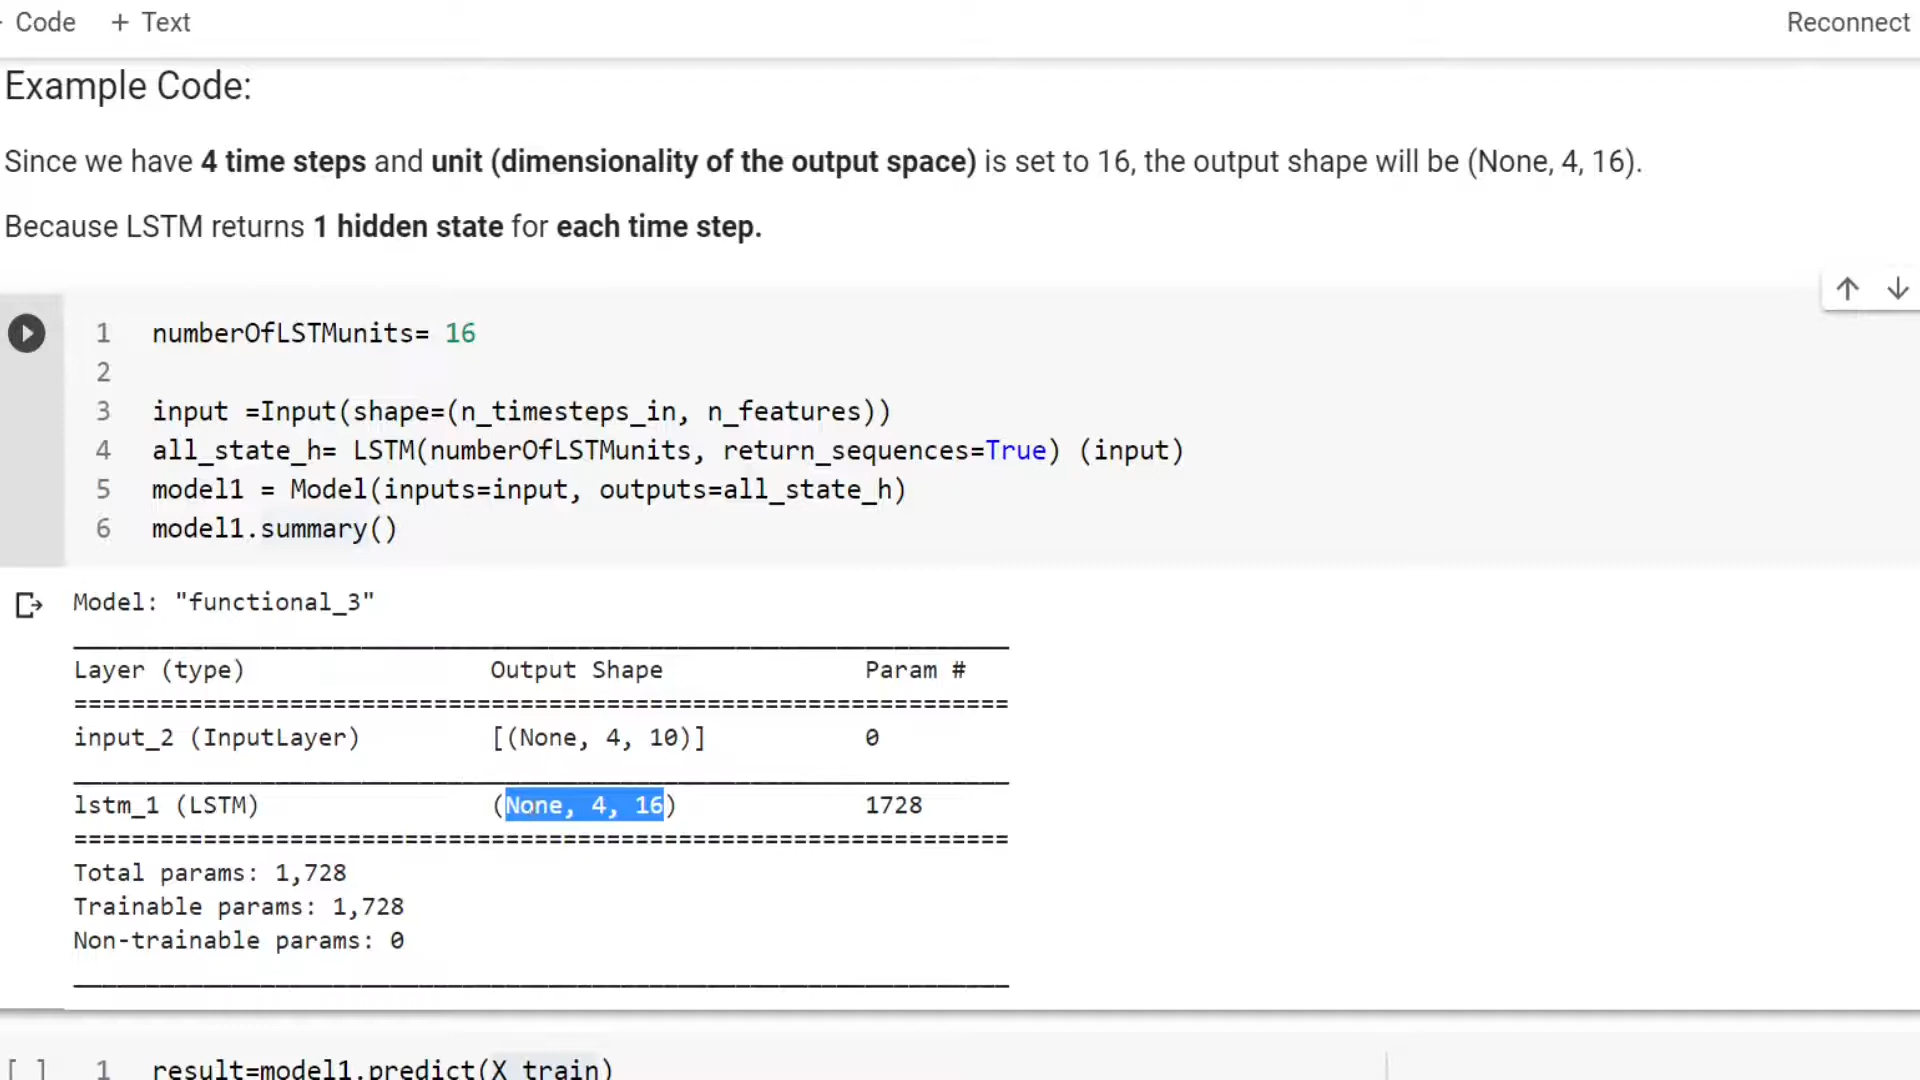 Code + Text Reconnect
Example Code:
Since we have 4 time steps and unit (dimensionality of the output space) is set to 16, the output shape will be (None, 4, 16).
Because LSTM returns 1 hidden state for each time step.
1 numberOfLSTMunits= 16
2
3 input =Input(shape=(n_timesteps_in, n_features))
4 all_state_h= LSTM(numberOfLSTMunits, return_sequences=True) (input)
5 model1 = Model(inputs=input, outputs=all_state_h)
6 model1.summary()
Model: "functional_3"
Layer (type) Output Shape Param #
=================================================================
input_2 (InputLayer) [(None, 4, 10)] 0
lstm_1 (LSTM) (None, 4, 16) 1728
=================================================================
Total params: 1,728
Trainable params: 1,728
Non-trainable params: 0
[ ] 1 result=model1.predict(X_train)